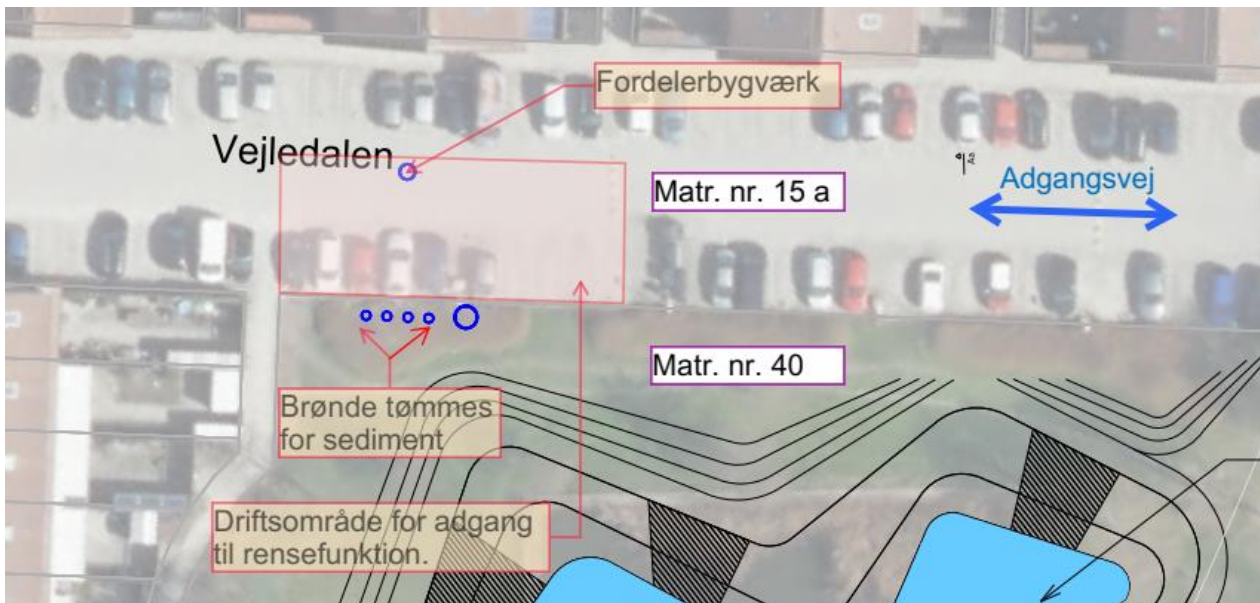 Fordelerbygværk
Vejledalen
Matr. nr. 15 a
Adgangsvej
Matr. nr. 40
Brønde tømmes
for sediment
Driftsområde for adgang
til rensefunktion.